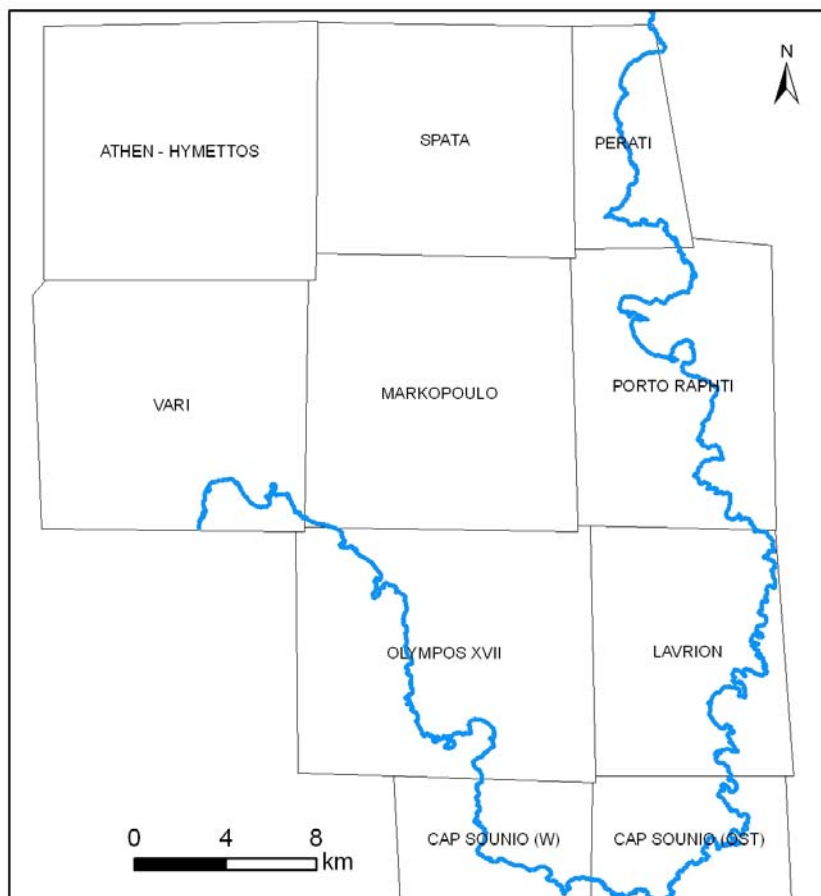 N
ATHEN - HYMETTOS
SPATA
PERATI
VARI
MARKOPOULO
PORTO RAPHTI
OLYMPOS XVII
LAVRION
CAP SOUNIO (W)
CAP SOUNIO (OST)
0 4 8
km